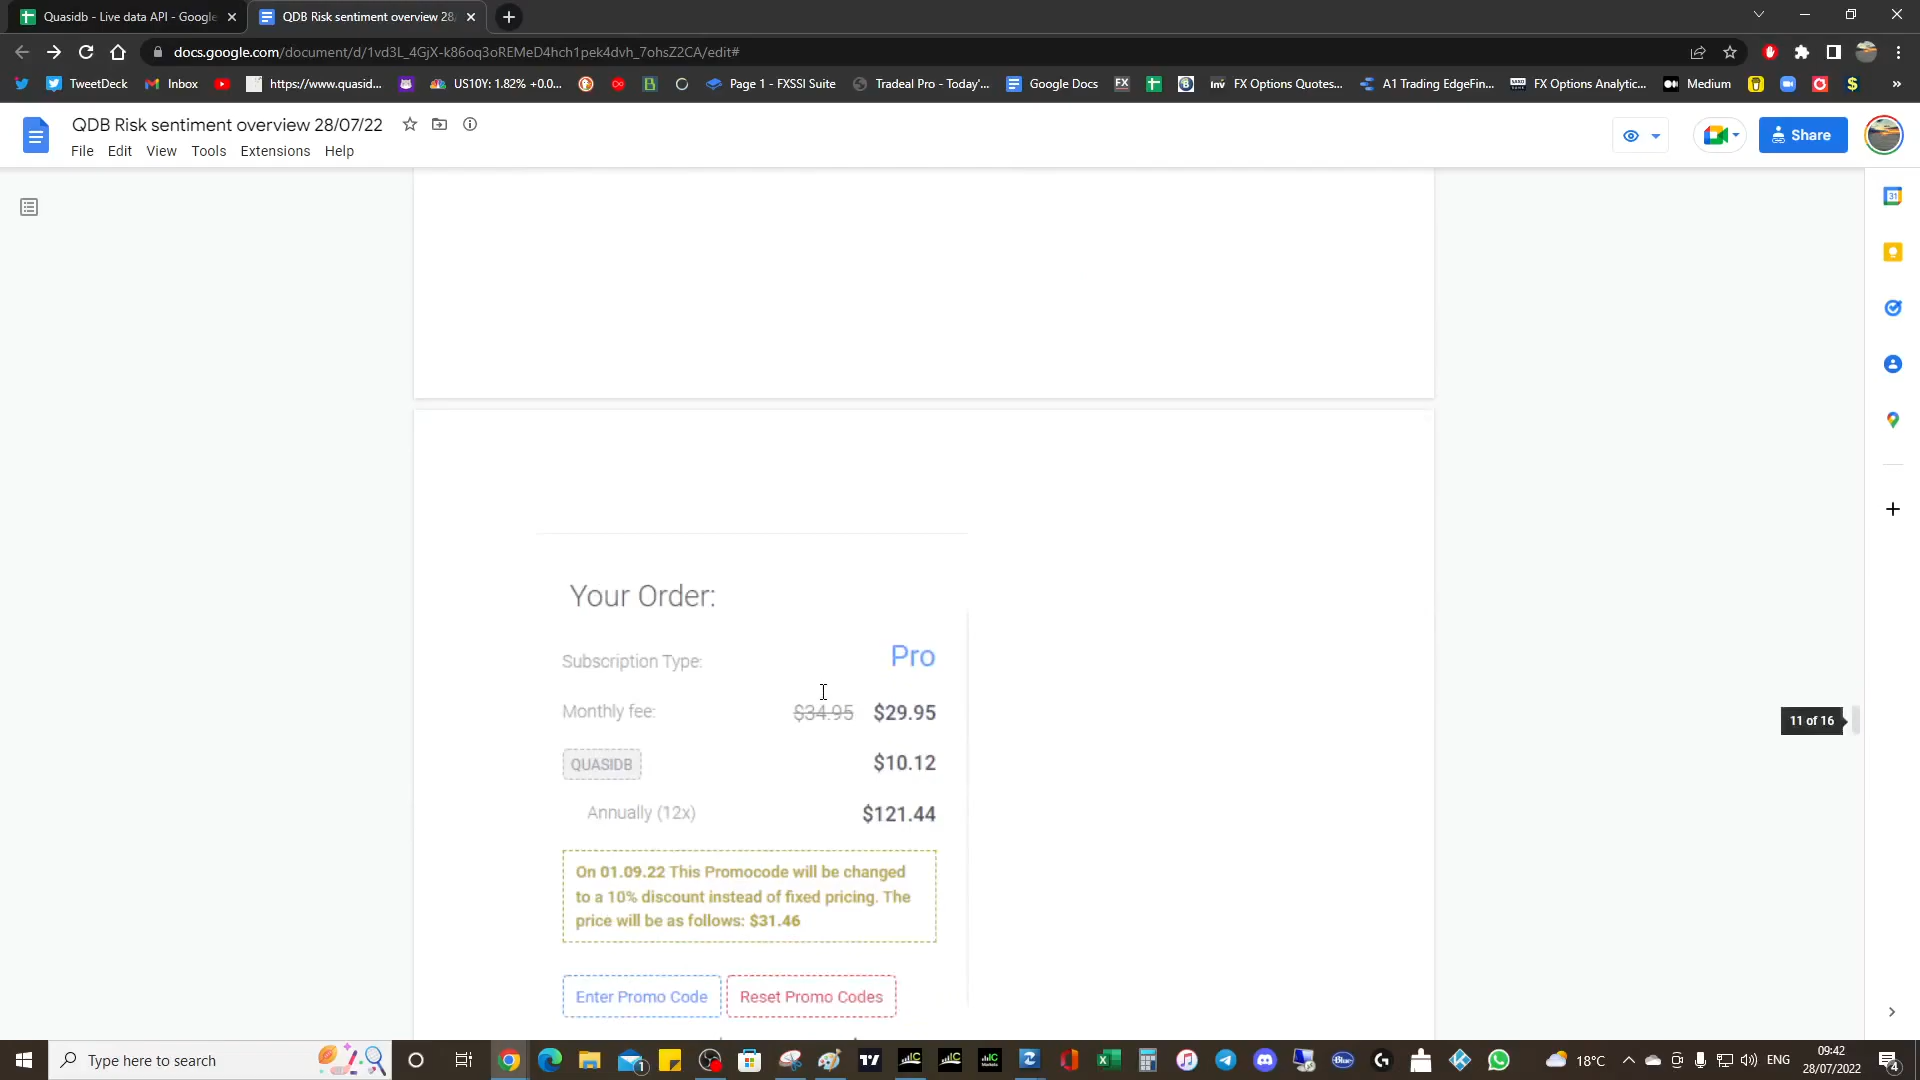 Quasidb - Live data API - Google
QDB Risk sentiment overview 28/
docs.google.com/document/d/1vd3L_4GjX-k86oq3oREMeD4hch1pek4dvh_7ohsZ2CA/edit#
TweetDeck
Inbox
https://www.quasid...
US10Y: 1.82% +0.0...
Page 1 - FXSSI Suite
Tradeal Pro - Today'...
Google Docs
FX
Inv
FX Options Quotes...
A1 Trading EdgeFin...
FX Options Analytic...
Medium
QDB Risk sentiment overview 28/07/22
File Edit View Tools Extensions Help
Share
Your Order:
Subscription Type: Pro
Monthly fee: $34.95 $29.95
QUASIDB $10.12
Annually (12x) $121.44
On 01.09.22 This Promocode will be changed
to a 10% discount instead of fixed pricing. The
price will be as follows: $31.46
Enter Promo Code Reset Promo Codes
11 of 16
Type here to search
18°C
ENG
09:42
28/07/2022